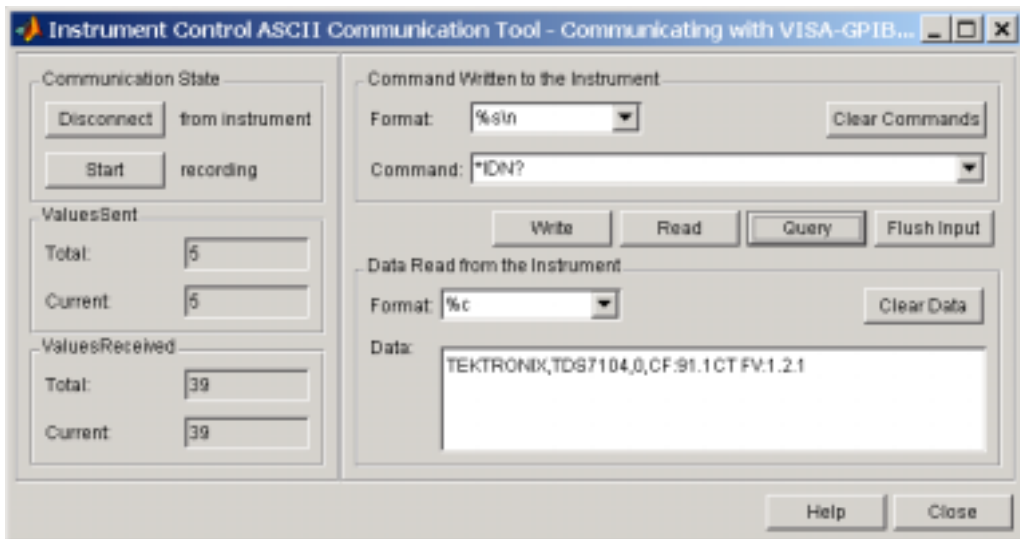 Instrument Control ASCII Communication Tool - Communicating with VISA-GPIB...
Communication State
Disconnect from instrument
Start recording
ValuesSent
Total: 5
Current: 5
ValuesReceived
Total: 39
Current: 39
Command Written to the Instrument
Format: %s\n Clear Commands
Command: *IDN?
Write Read Query Flush Input
Data Read from the Instrument
Format: %c Clear Data
Data:
TEKTRONIX,TDS7104,0,CF:91.1CT FV:1.2.1
Help Close